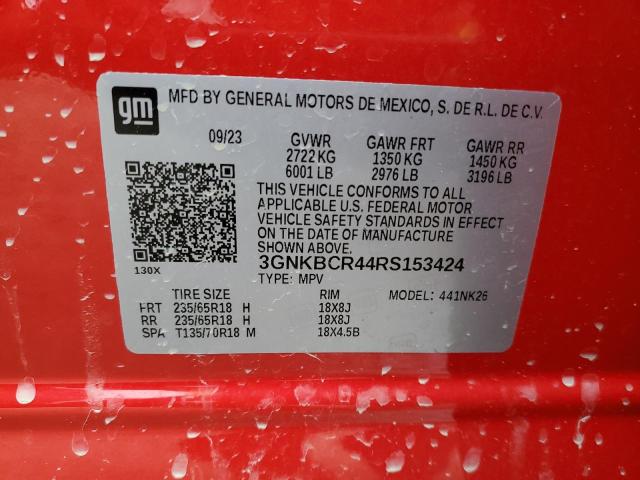 gm MFD BY GENERAL MOTORS DE MEXICO, S. DE R.L. DE C.V.
09/23 GVWR GAWR FRT GAWR RR
2722 KG 1350 KG 1450 KG
6001 LB 2976 LB 3196 LB
THIS VEHICLE CONFORMS TO ALL
APPLICABLE U.S. FEDERAL MOTOR
VEHICLE SAFETY STANDARDS IN EFFECT
ON THE DATE OF MANUFACTURE
SHOWN ABOVE.
3GNKBCR44RS153424
130X TYPE: MPV
TIRE SIZE RIM MODEL: 441NK26
FRT 235/65R18 H 18X8J
RR 235/65R18 H 18X8J
SPA T135/70R18 M 18X4.5B